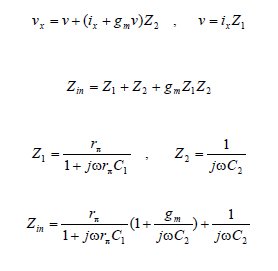 v_x = v + (i_x + g_m v)Z_2 , v = i_x Z_1
Z_in = Z_1 + Z_2 + g_m Z_1 Z_2
Z_1 = r_π / (1 + jωr_π C_1) , Z_2 = 1 / (jωC_2)
Z_in = r_π / (1 + jωr_π C_1) (1 + g_m / (jωC_2)) + 1 / (jωC_2)